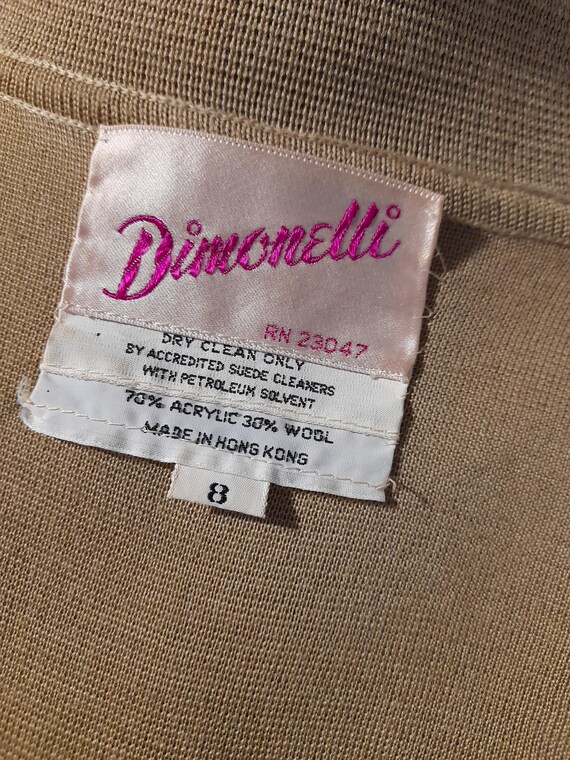 Dimonelli
RN 23047
DRY CLEAN ONLY
BY ACCREDITED SUEDE CLEANERS
WITH PETROLEUM SOLVENT
70% ACRYLIC 30% WOOL
MADE IN HONG KONG
8